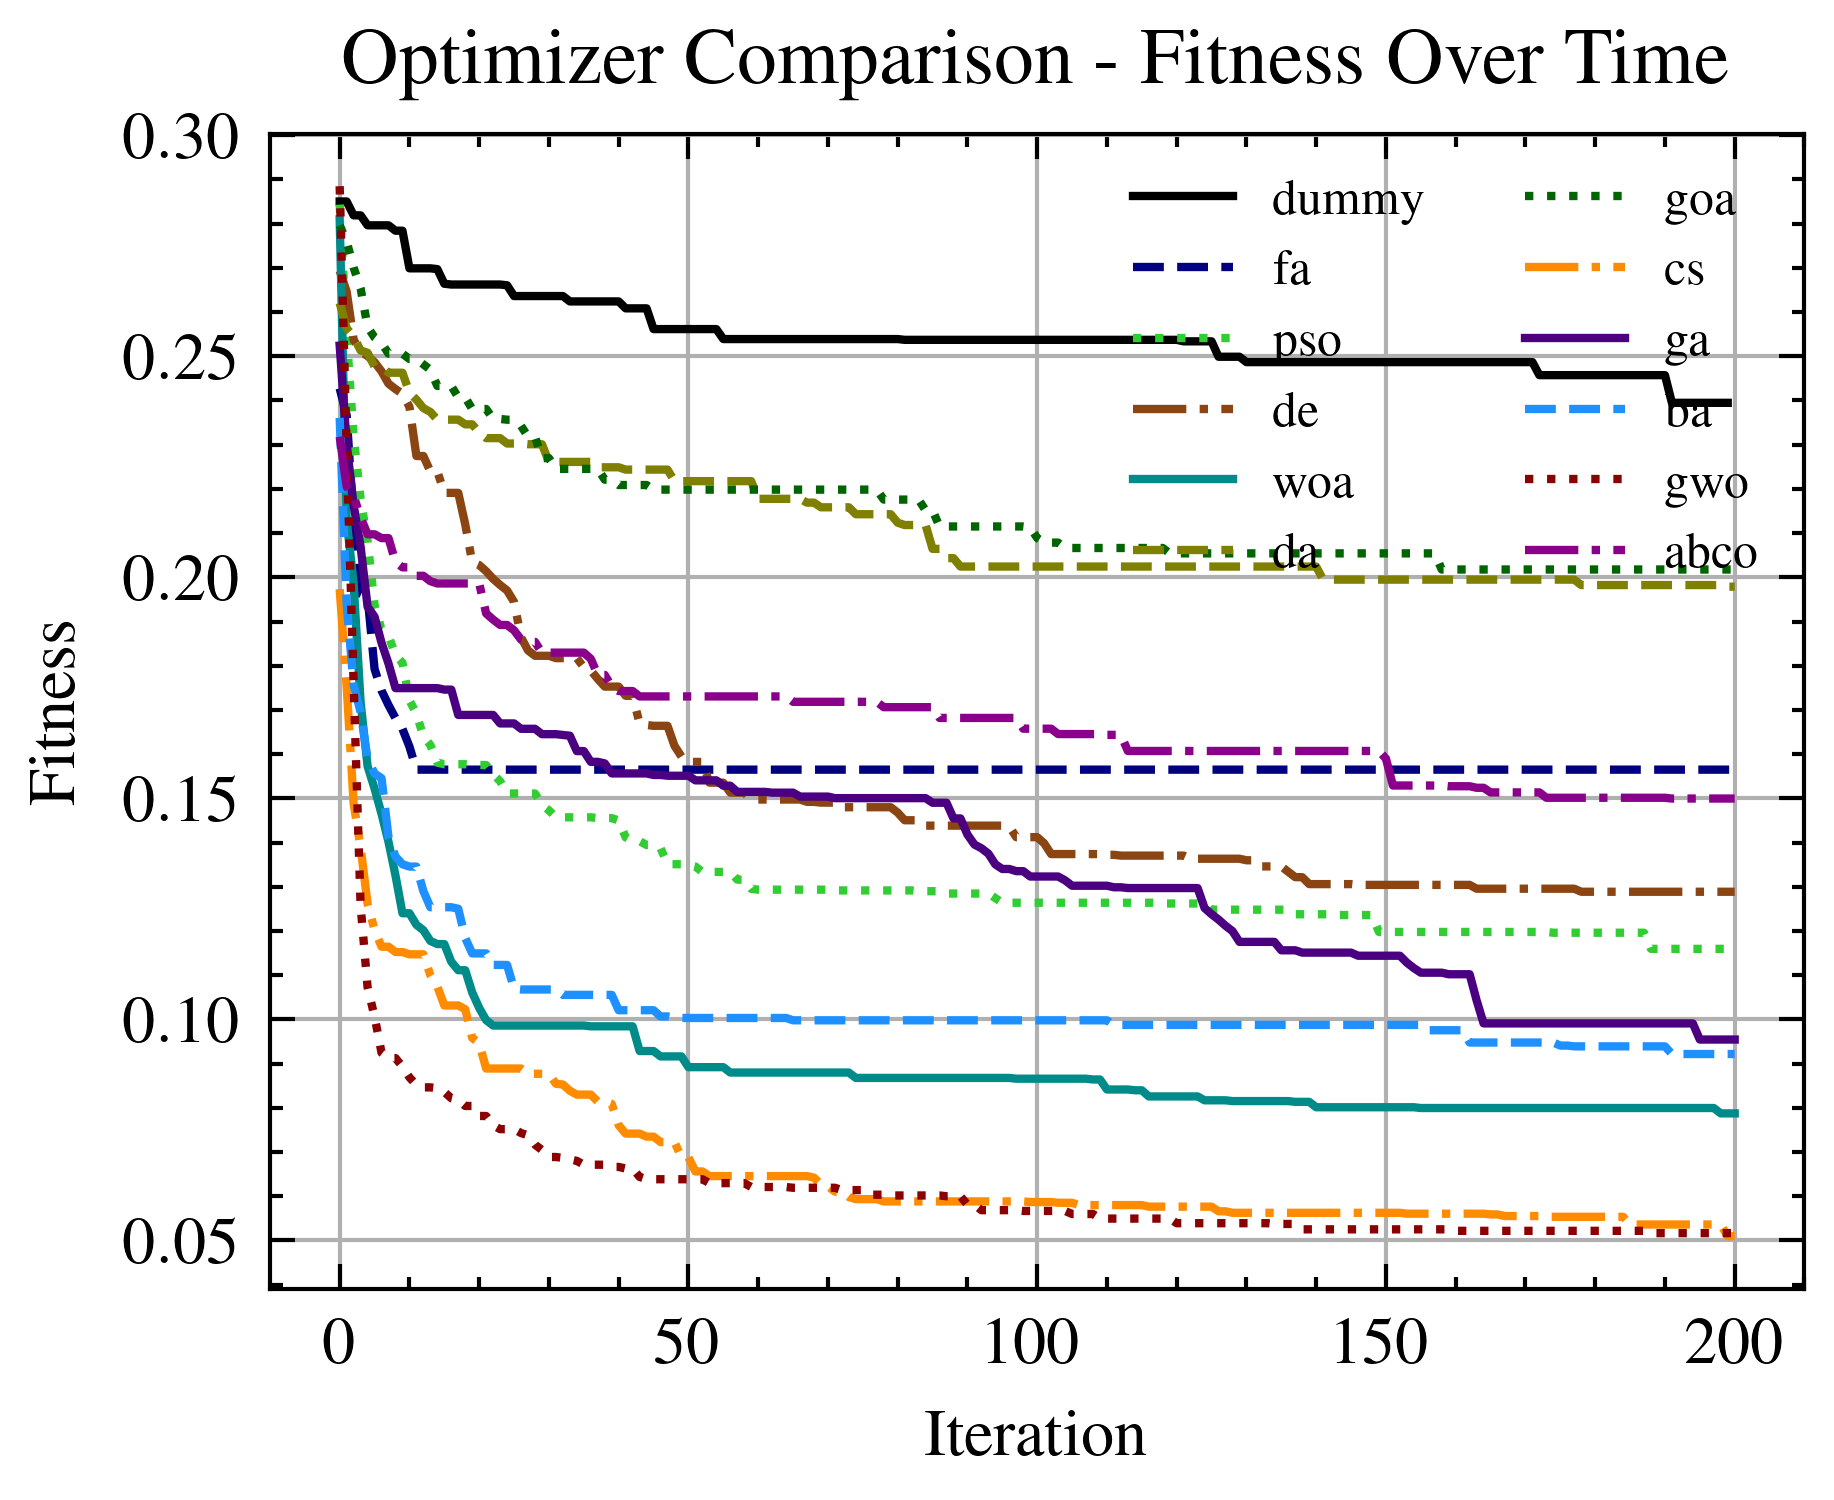 Optimizer Comparison - Fitness Over Time
0.30
0.25
0.20
0.15
0.10
0.05
Fitness
dummy
fa
pso
de
woa
da
goa
cs
ga
ba
gwo
abco
0 50 100 150 200
Iteration